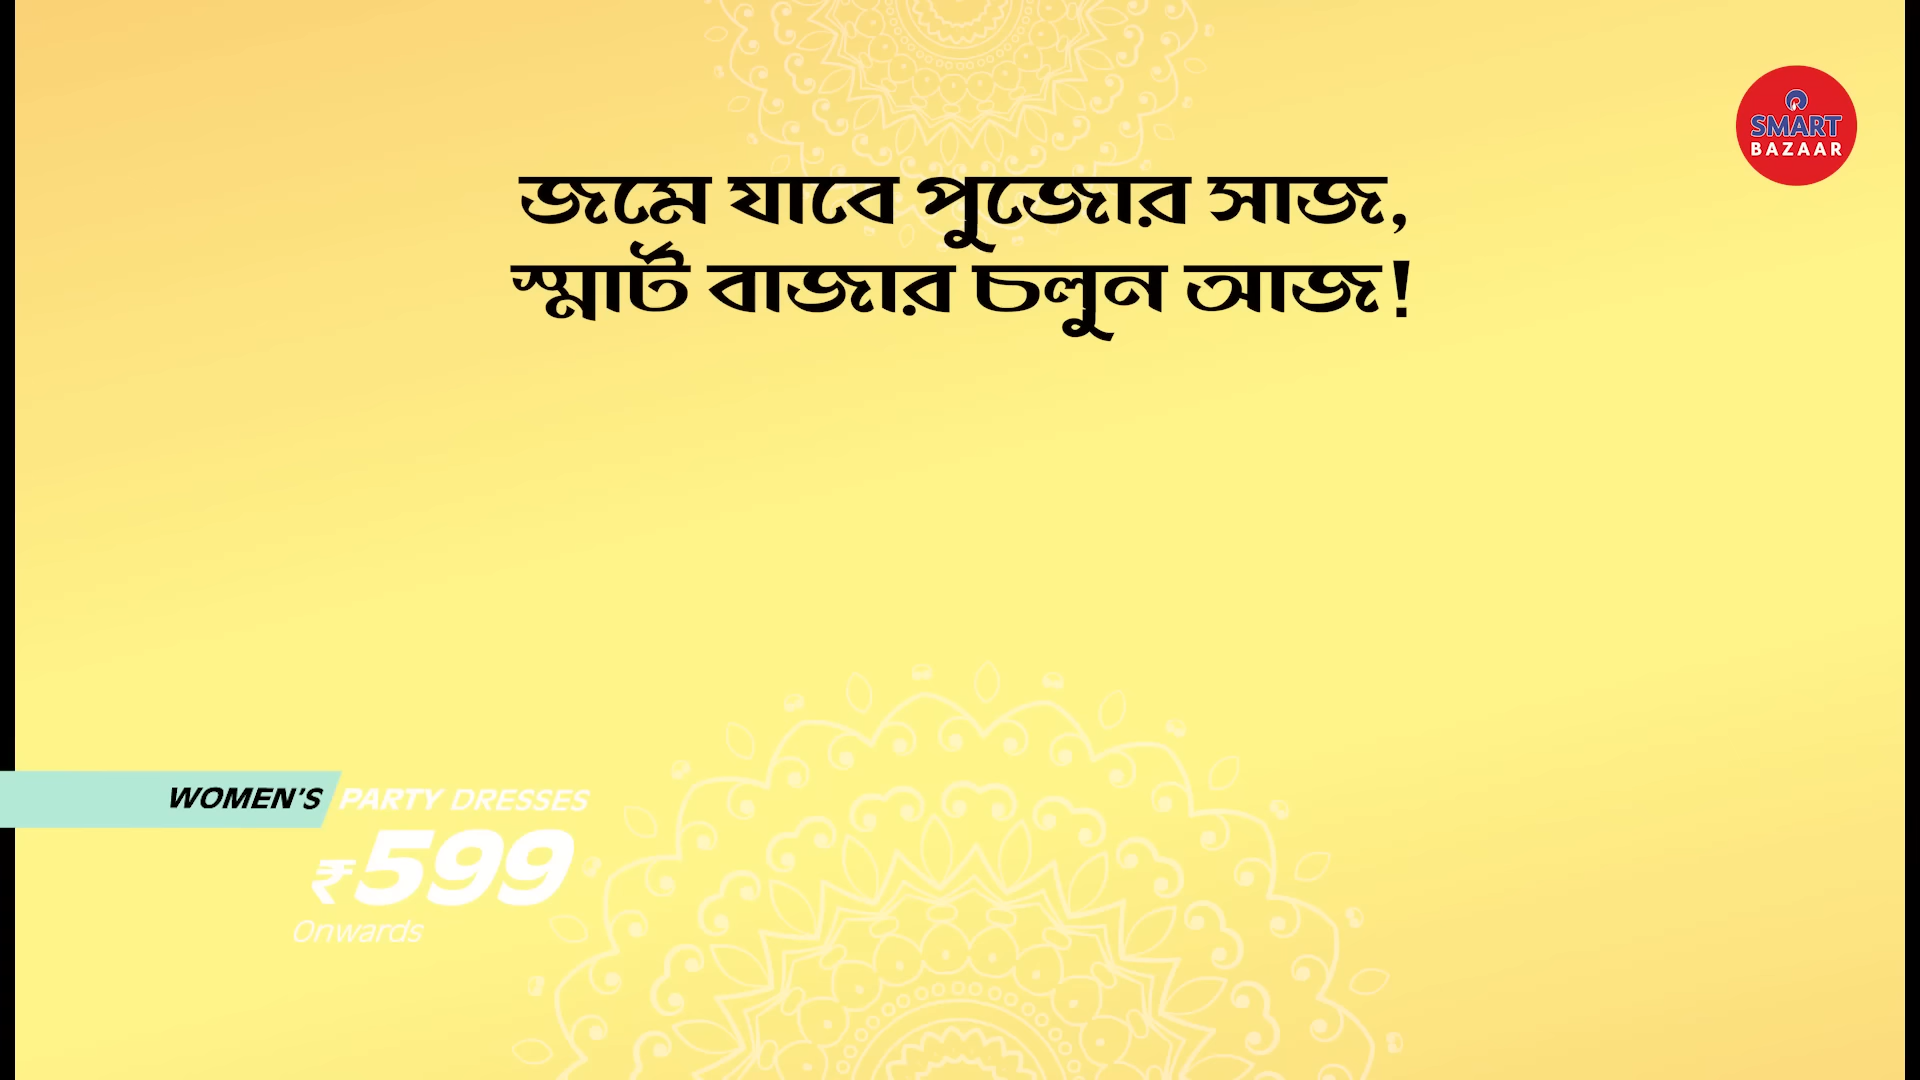 SMART
BAZAAR
জমে যাবে পুজোর সাজ,
স্মার্ট বাজার চলুন আজ!
WOMEN'S PARTY DRESSES
₹599
Onwards